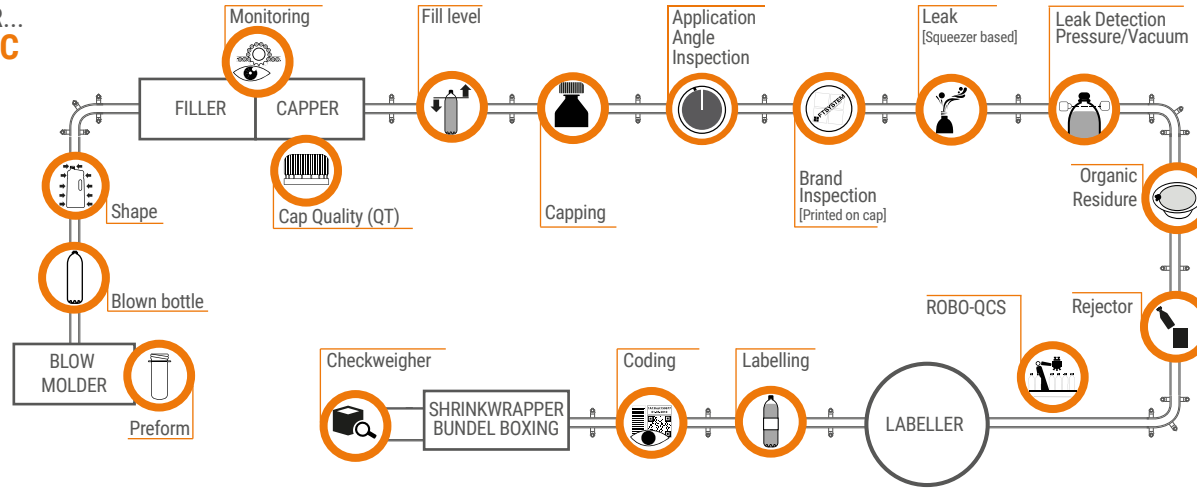 R...
C
Monitoring
Fill level
Application
Angle
Inspection
Leak
[Squeezer based]
Leak Detection
Pressure/Vacuum
FILLER
CAPPER
FTSYSTEM
Shape
Cap Quality (QT)
Capping
Brand
Inspection
[Printed on cap]
Organic
Residure
Blown bottle
ROBO-QCS
Rejector
BLOW
MOLDER
Preform
Checkweigher
Coding
Labelling
SHRINKWRAPPER
BUNDEL BOXING
LABELLER